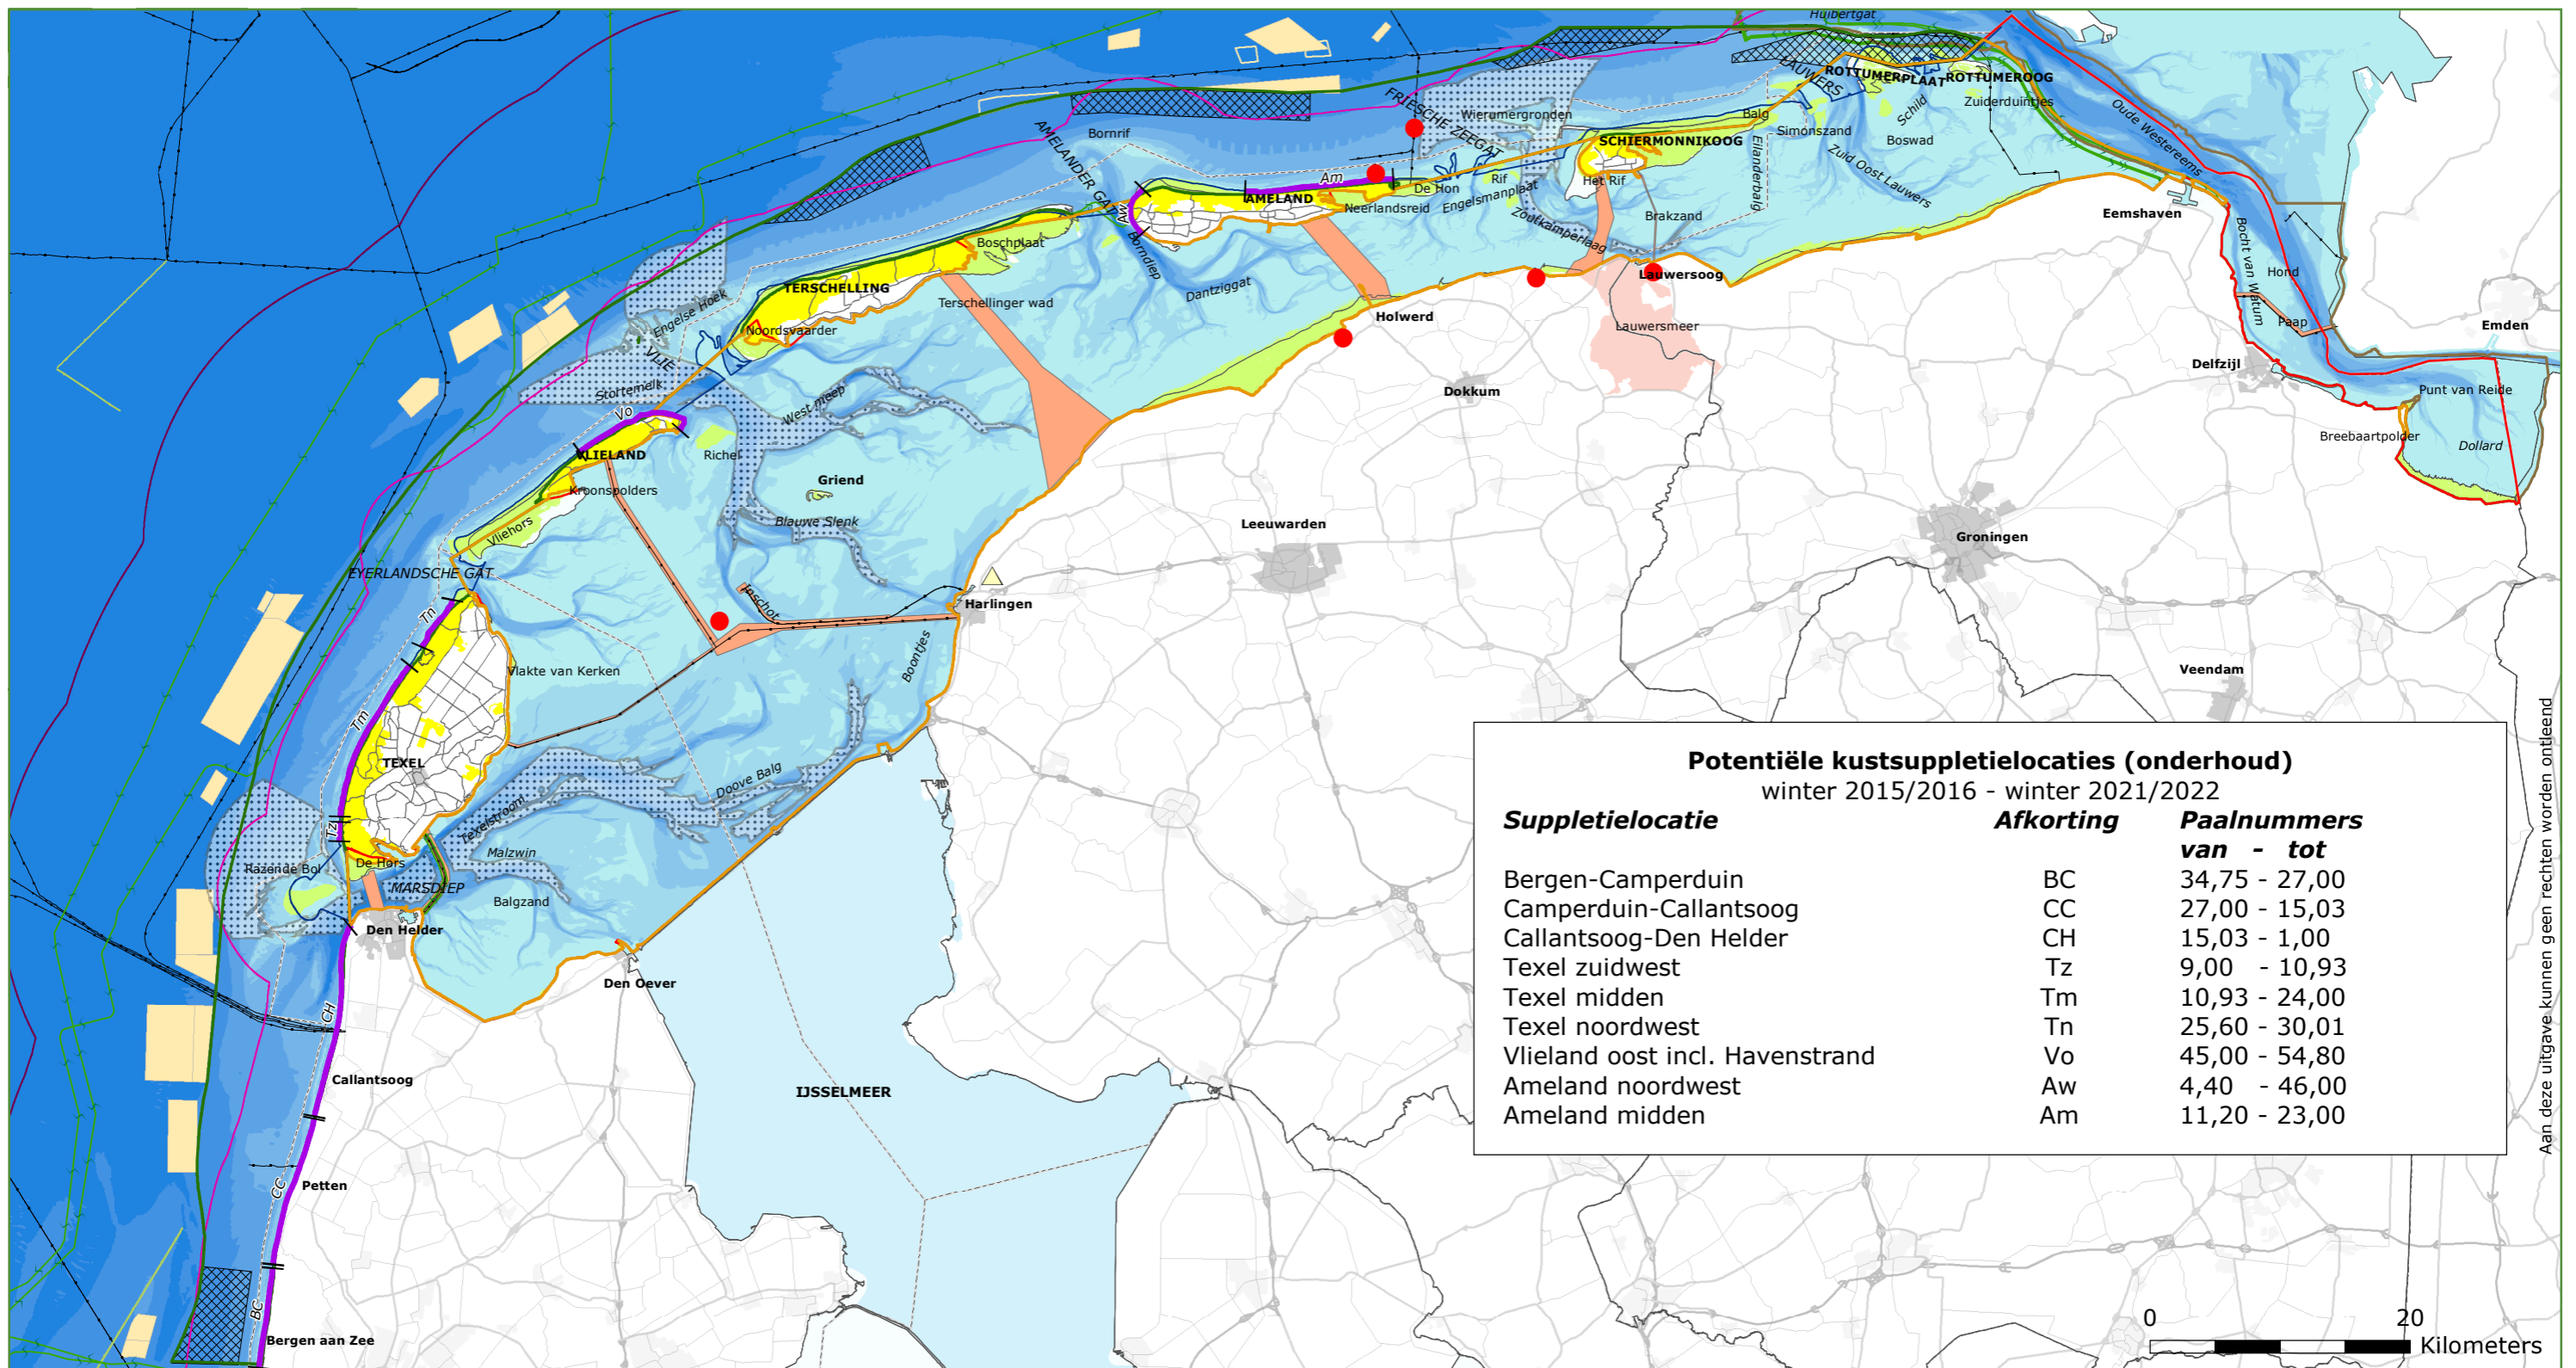 Huibertgat
LAUWERS
ROTTUMERPLAAT
ROTTUMEROOG
Schild
Zuiderduintjes
Oude Westereems
FRIESCHE ZEEGAT
Wierumergronden
Balg
Simonszand
Boswad
AMELANDER GAT
Bornrif
SCHIERMONNIKOOG
Eilanderbalg
Zuid Oost Lauwers
Am
De Hon
Rif
Het Rif
AMELAND
Aw
Neerlandsreid
Engelsmanplaat
Zoutkamperlaag
Brakzand
Eemshaven
Boschplaat
Borndiep
Bocht van Watum
Hond
TERSCHELLING
Terschellinger wad
Dantziggat
Lauwersoog
Engelse Hoek
Noordsvaarder
Holwerd
Lauwersmeer
Paap
Emden
VLIE
Delfzijl
Stortemelk
West meep
Dokkum
Punt van Reide
Vo
Breebaartpolder
Dollard
VLIELAND
Richel
Griend
Kroonspolders
Blauwe Slenk
Leeuwarden
Vliehors
Groningen
EYERLANDSCHE GAT
Inschot
Harlingen
Tn
Boontjes
Vlakte van Kerken
Veendam
Tm
TEXEL
Doove Balg
Texelstroom
Tz
Malzwin
De Hors
Razende Bol
MARSDIEP
Balgzand
Den Helder
Den Oever
CH
Callantsoog
IJSSELMEER
CC
Petten
BC
Bergen aan Zee
Potentiële kustsuppletielocaties (onderhoud)
winter 2015/2016 - winter 2021/2022
Suppletielocatie Afkorting Paalnummers
van - tot
Bergen-Camperduin BC 34,75 - 27,00
Camperduin-Callantsoog CC 27,00 - 15,03
Callantsoog-Den Helder CH 15,03 - 1,00
Texel zuidwest Tz 9,00 - 10,93
Texel midden Tm 10,93 - 24,00
Texel noordwest Tn 25,60 - 30,01
Vlieland oost incl. Havenstrand Vo 45,00 - 54,80
Ameland noordwest Aw 4,40 - 46,00
Ameland midden Am 11,20 - 23,00
0 20
Kilometers
Aan deze uitgave kunnen geen rechten worden ontleend